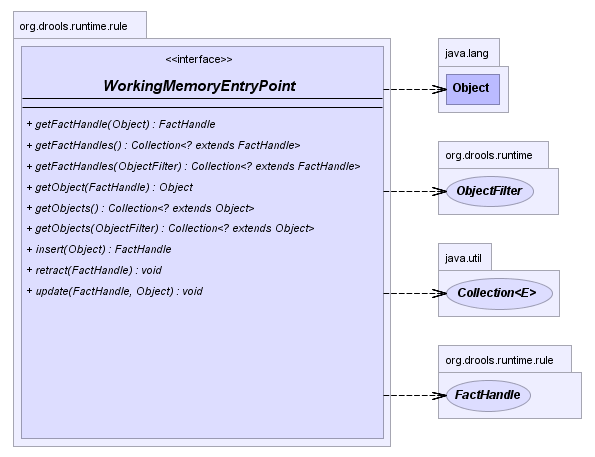 org.drools.runtime.rule
<<interface>>
WorkingMemoryEntryPoint
+ getFactHandle(Object) : FactHandle
+ getFactHandles() : Collection<? extends FactHandle>
+ getFactHandles(ObjectFilter) : Collection<? extends FactHandle>
+ getObject(FactHandle) : Object
+ getObjects() : Collection<? extends Object>
+ getObjects(ObjectFilter) : Collection<? extends Object>
+ insert(Object) : FactHandle
+ retract(FactHandle) : void
+ update(FactHandle, Object) : void
java.lang
Object
org.drools.runtime
ObjectFilter
java.util
Collection<E>
org.drools.runtime.rule
FactHandle